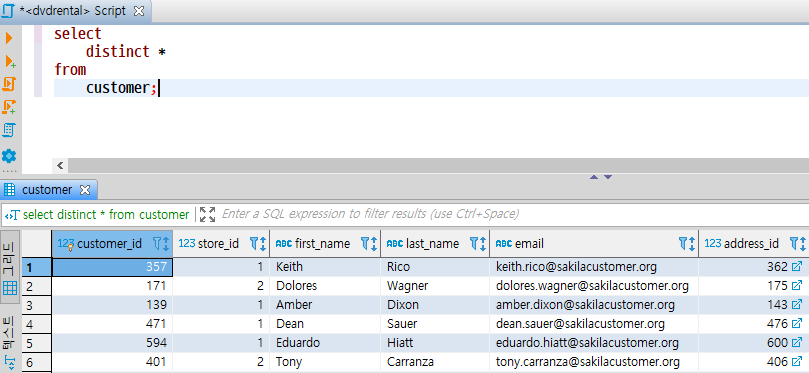 *<dvdrental> Script
select
distinct *
from
customer;
customer
select distinct * from customer Enter a SQL expression to filter results (use Ctrl+Space)
그리드
텍스트
123 customer_id 123 store_id ABC first_name ABC last_name ABC email 123 address_id
1 357 1 Keith Rico keith.rico@sakilacustomer.org 362
2 171 2 Dolores Wagner dolores.wagner@sakilacustomer.org 175
3 139 1 Amber Dixon amber.dixon@sakilacustomer.org 143
4 471 1 Dean Sauer dean.sauer@sakilacustomer.org 476
5 594 1 Eduardo Hiatt eduardo.hiatt@sakilacustomer.org 600
6 401 2 Tony Carranza tony.carranza@sakilacustomer.org 406